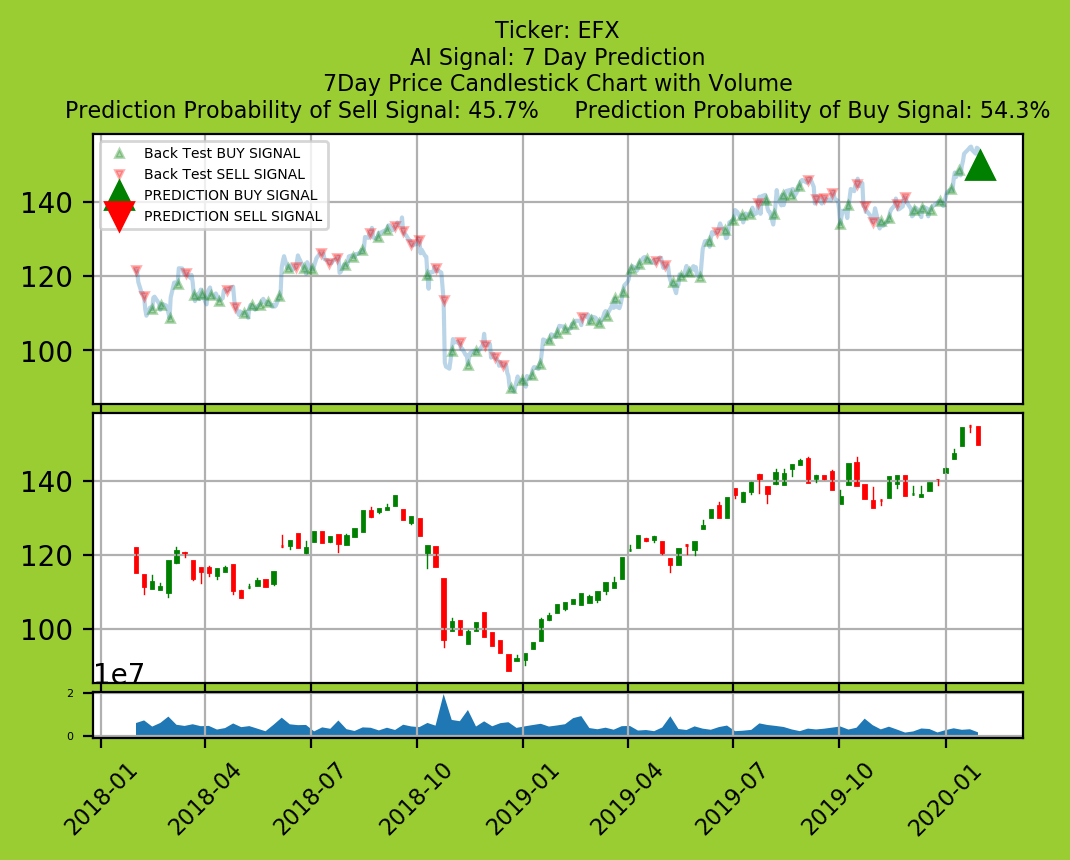 Ticker: EFX
AI Signal: 7 Day Prediction
7Day Price Candlestick Chart with Volume
Prediction Probability of Sell Signal: 45.7% Prediction Probability of Buy Signal: 54.3%
Back Test BUY SIGNAL
Back Test SELL SIGNAL
PREDICTION BUY SIGNAL
PREDICTION SELL SIGNAL
140
120
100
140
120
100
1e7
2
0
2018-01
2018-04
2018-07
2018-10
2019-01
2019-04
2019-07
2019-10
2020-01